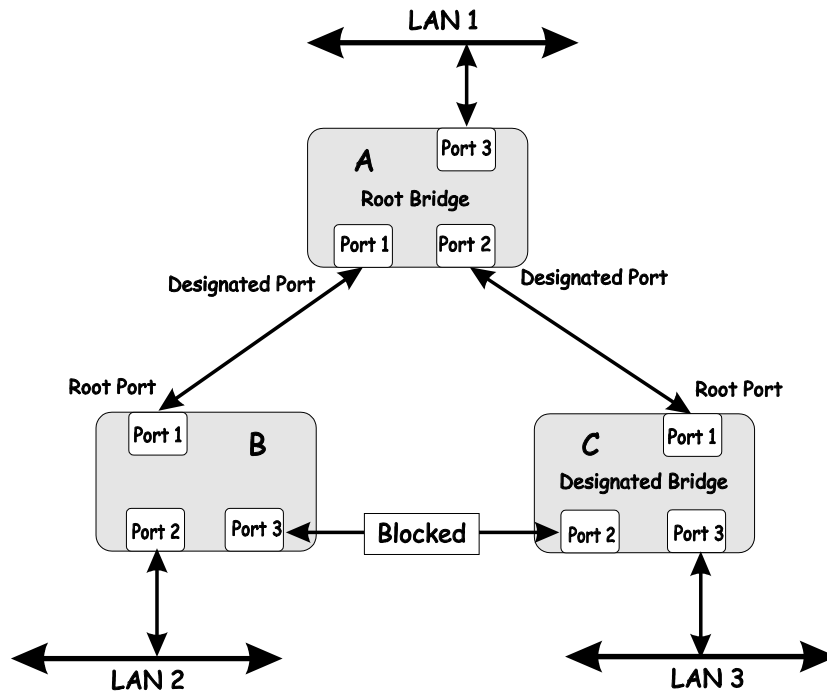 LAN 1
Port 3
A
Root Bridge
Port 1
Port 2
Designated Port
Designated Port
Root Port
Root Port
Port 1
B
C
Port 1
Designated Bridge
Port 2
Port 3
Blocked
Port 2
Port 3
LAN 2
LAN 3